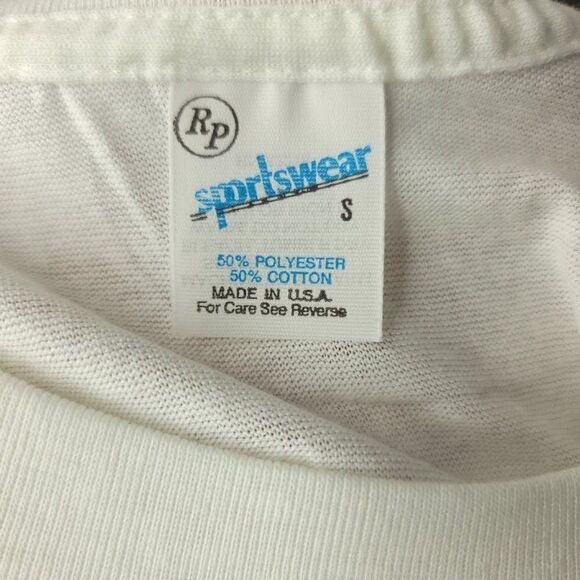 RP
sportswear
S
50% POLYESTER
50% COTTON
MADE IN U.S.A.
For Care See Reverse